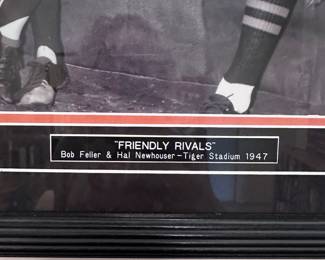 "FRIENDLY RIVALS"
Bob Feller & Hal Newhouser-Tiger Stadium 1947